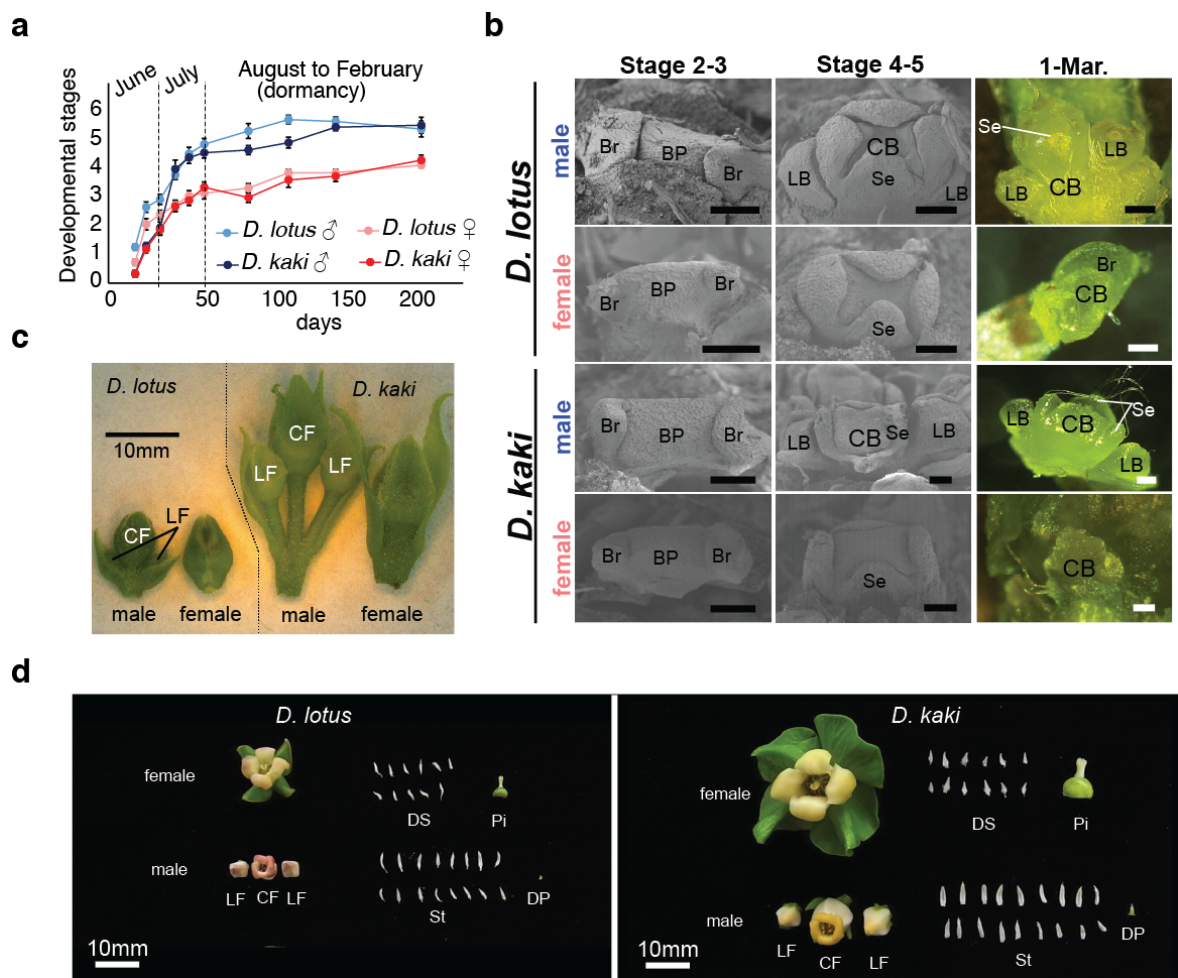 a
June
July
August to February
(dormancy)
Developmental stages
6
5
4
3
2
1
0
D. lotus ♂
D. lotus ♀
D. kaki ♂
D. kaki ♀
0
50
100
150
200
days
b
Stage 2-3
Stage 4-5
1-Mar.
D. lotus
male
Br
BP
Br
LB
CB
Se
LB
Se
LB
LB
CB
female
Br
BP
Br
Se
Br
CB
D. kaki
male
Br
BP
Br
LB
CB
Se
LB
Se
CB
LB
LB
female
Br
BP
Br
Se
CB
c
D. lotus
D. kaki
10mm
CF
LF
LF
LF
CF
male
female
male
female
d
D. lotus
female
DS
Pi
male
LF
CF
LF
St
DP
10mm
D. kaki
female
DS
Pi
male
LF
CF
LF
St
DP
10mm